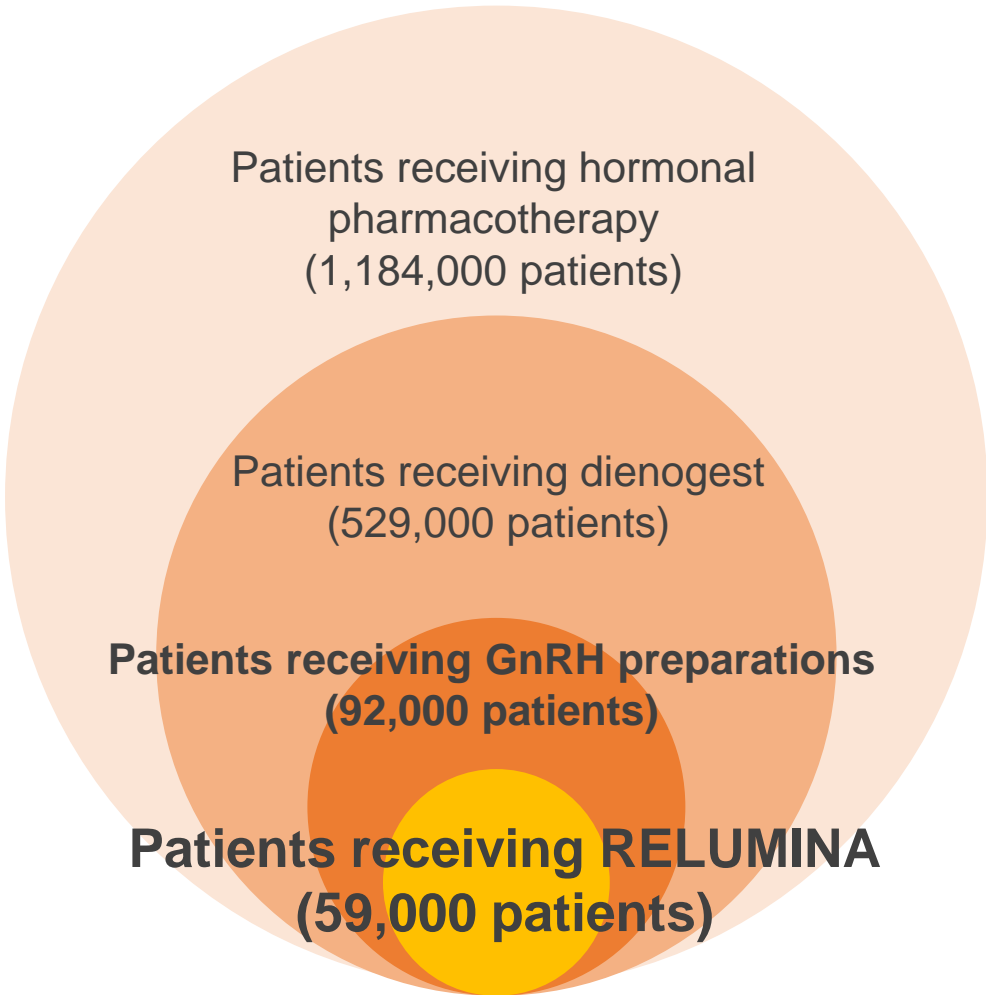 Patients receiving hormonal
pharmacotherapy
(1,184,000 patients)
Patients receiving dienogest
(529,000 patients)
Patients receiving GnRH preparations
(92,000 patients)
Patients receiving RELUMINA
(59,000 patients)